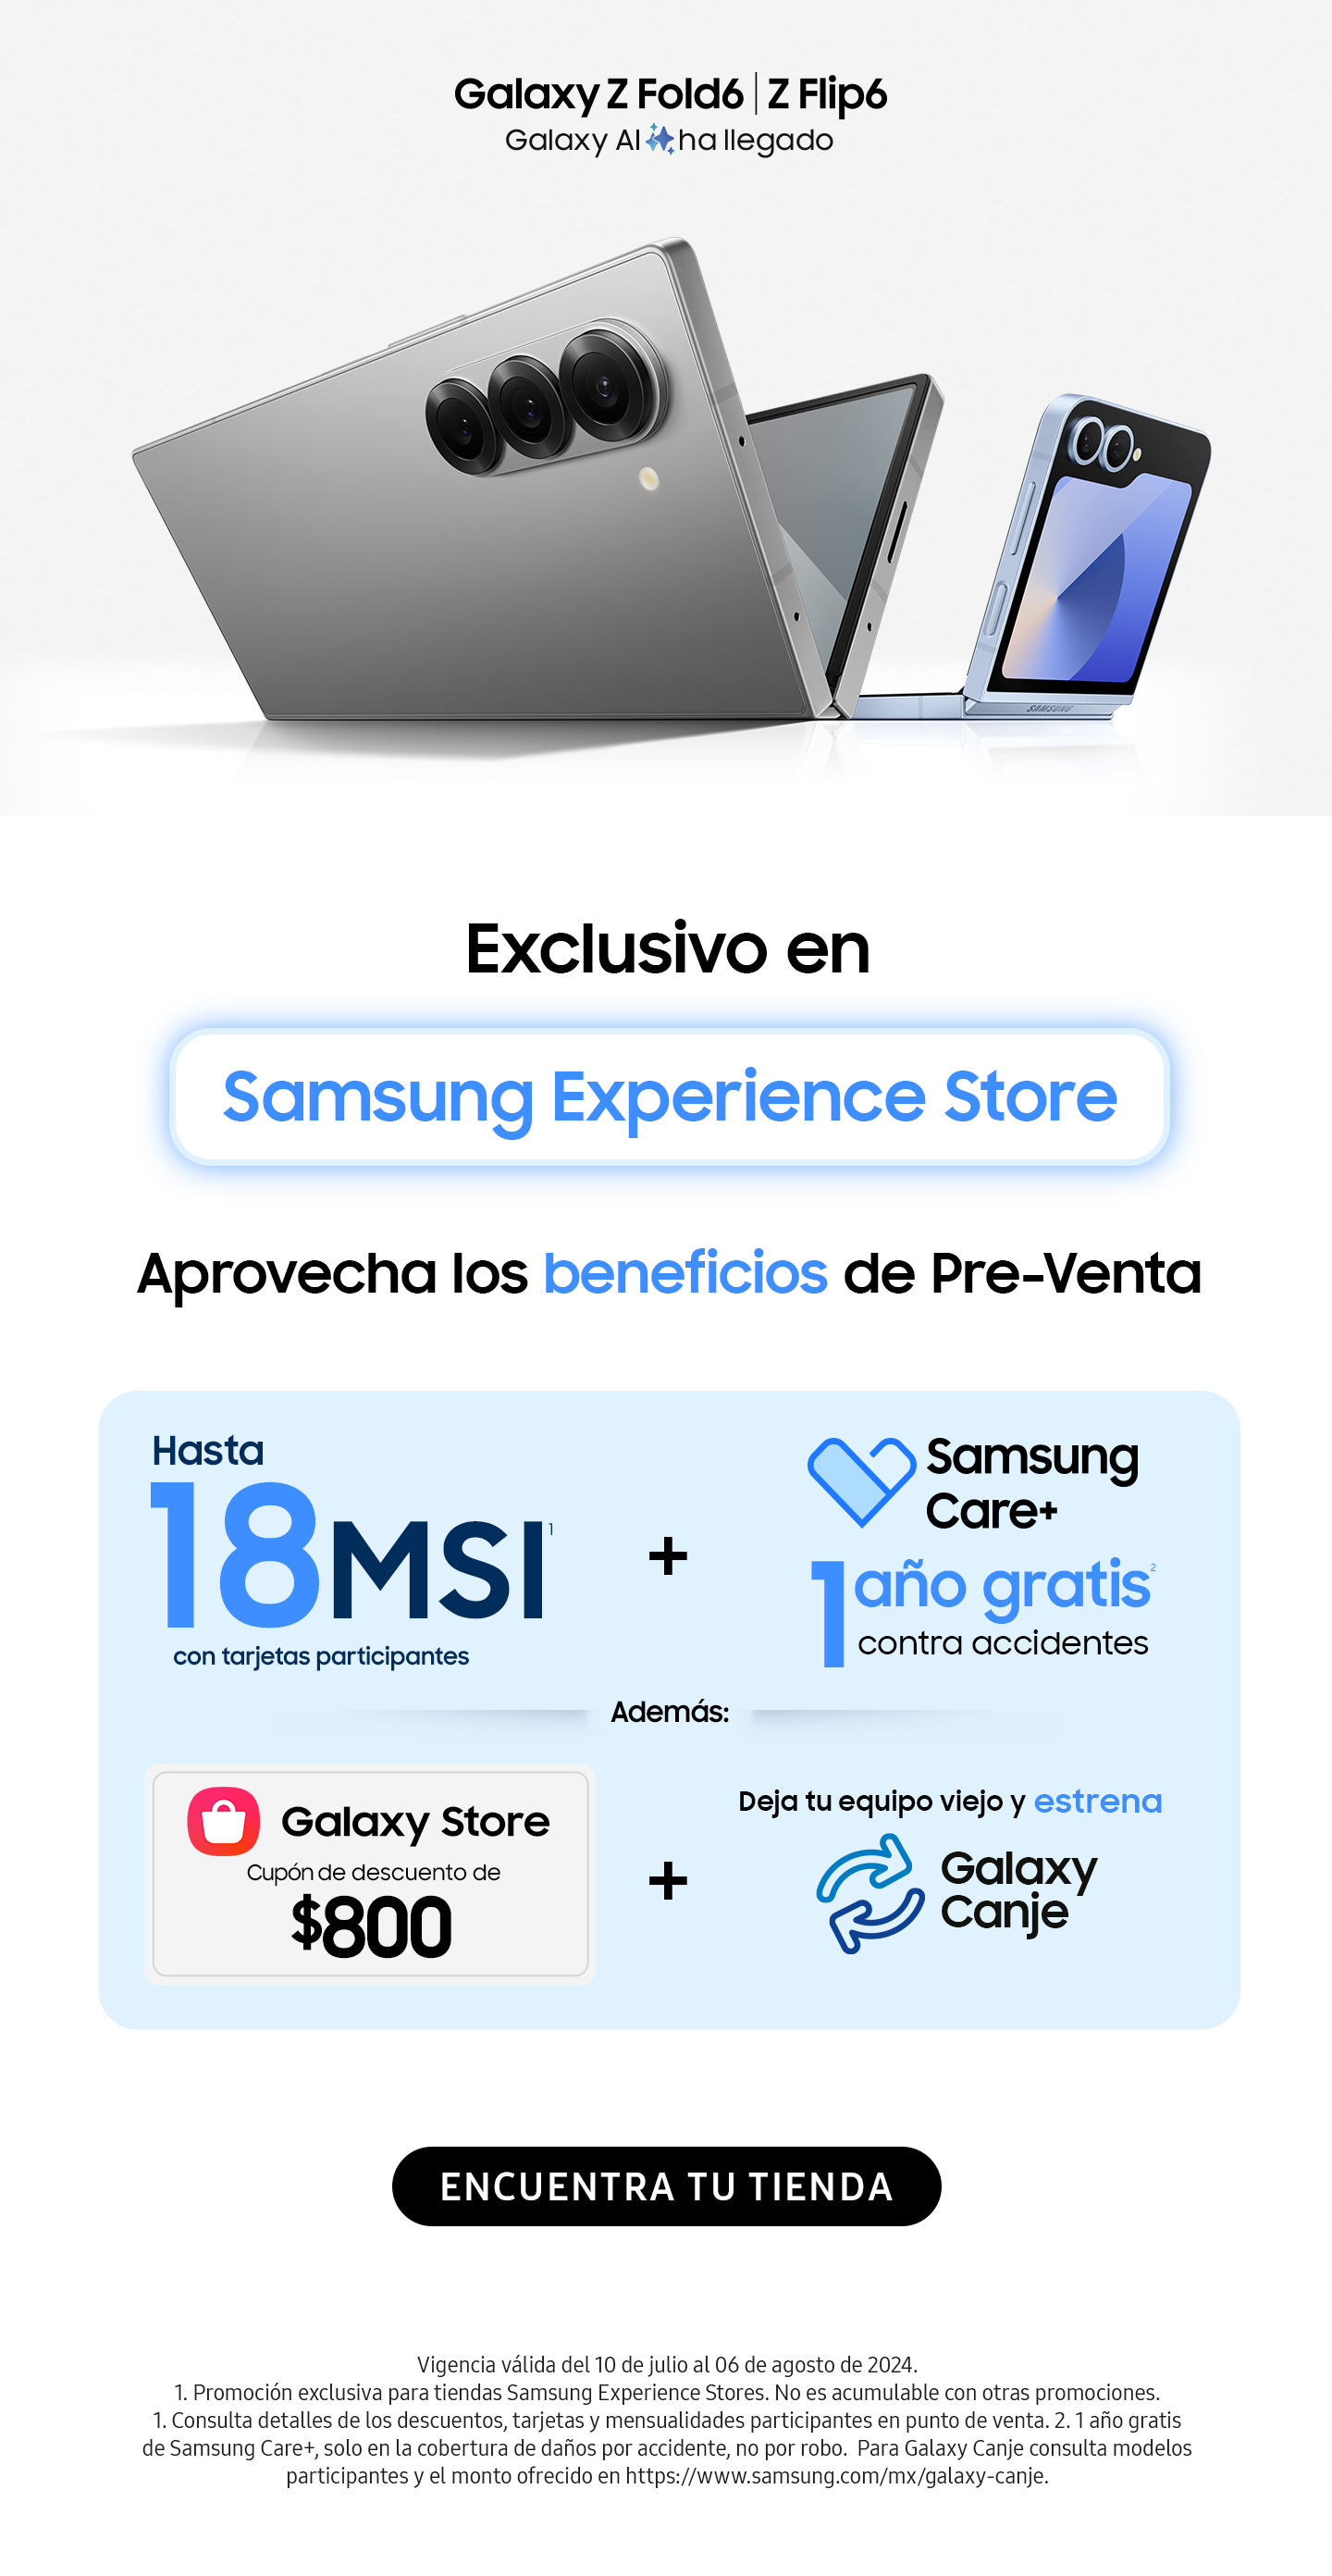 Galaxy Z Fold6 | Z Flip6
Galaxy AI ha llegado
SAMSUNG
Exclusivo en
Samsung Experience Store
Aprovecha los beneficios de Pre-Venta
Hasta
18MSI¹
con tarjetas participantes
+
Samsung
Care+
1 año gratis²
contra accidentes
Además:
Galaxy Store
Cupón de descuento de
$800
+
Deja tu equipo viejo y estrena
Galaxy
Canje
ENCUENTRA TU TIENDA
Vigencia válida del 10 de julio al 06 de agosto de 2024.
1. Promoción exclusiva para tiendas Samsung Experience Stores. No es acumulable con otras promociones.
1. Consulta detalles de los descuentos, tarjetas y mensualidades participantes en punto de venta. 2. 1 año gratis
de Samsung Care+, solo en la cobertura de daños por accidente, no por robo. Para Galaxy Canje consulta modelos
participantes y el monto ofrecido en https://www.samsung.com/mx/galaxy-canje.